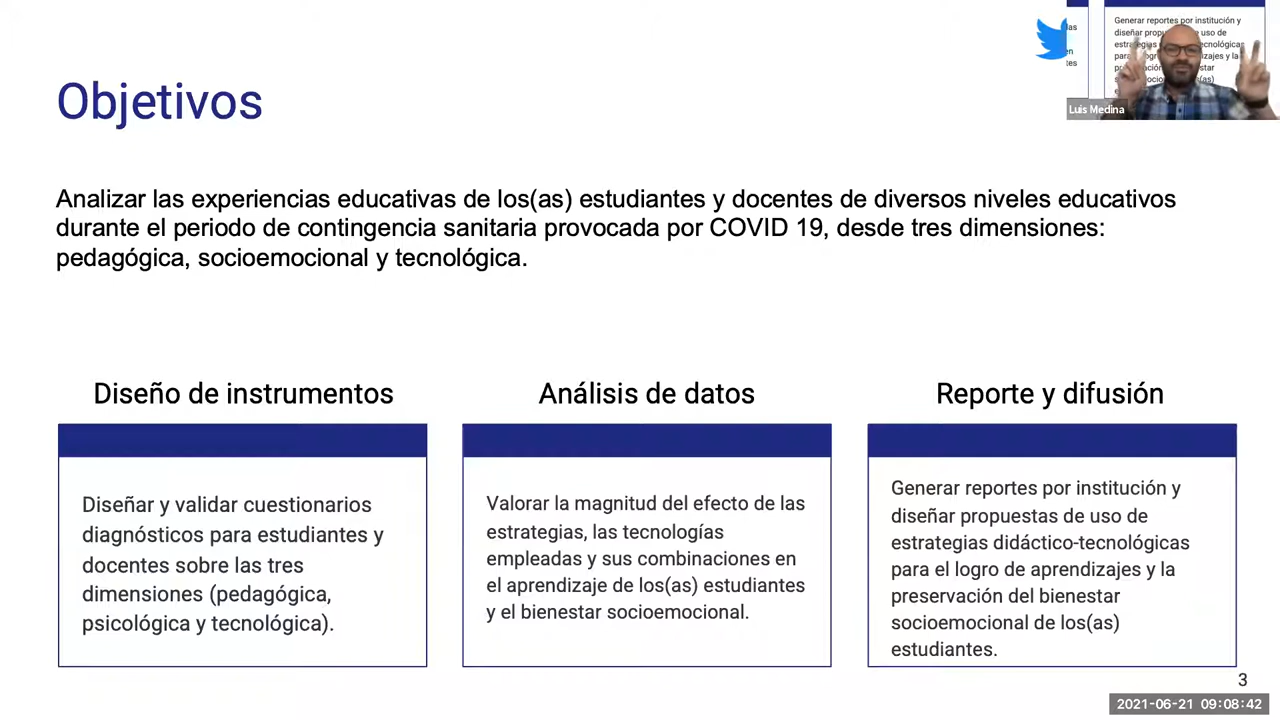 Objetivos
Analizar las experiencias educativas de los(as) estudiantes y docentes de diversos niveles educativos
durante el periodo de contingencia sanitaria provocada por COVID 19, desde tres dimensiones:
pedagógica, socioemocional y tecnológica.
Diseño de instrumentos
Diseñar y validar cuestionarios
diagnósticos para estudiantes y
docentes sobre las tres
dimensiones (pedagógica,
psicológica y tecnológica).
Análisis de datos
Valorar la magnitud del efecto de las
estrategias, las tecnologías
empleadas y sus combinaciones en
el aprendizaje de los(as) estudiantes
y el bienestar socioemocional.
Reporte y difusión
Generar reportes por institución y
diseñar propuestas de uso de
estrategias didáctico-tecnológicas
para el logro de aprendizajes y la
preservación del bienestar
socioemocional de los(as)
estudiantes.
3
2021-06-21 09:08:42
Generar reportes por institución y
Luis Medina